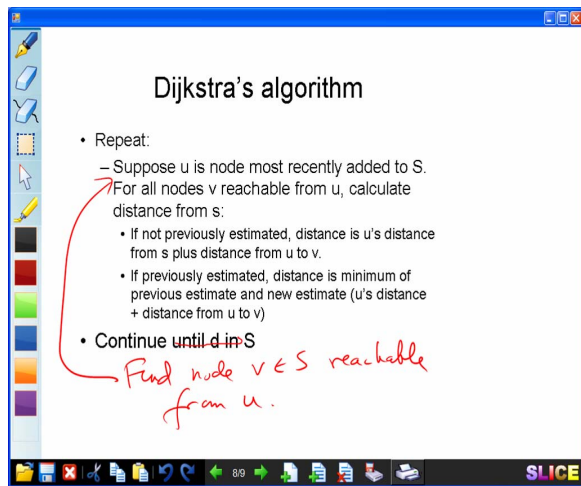 Dijkstra's algorithm
• Repeat:
– Suppose u is node most recently added to S.
For all nodes v reachable from u, calculate
distance from s:
• If not previously estimated, distance is u's distance
from s plus distance from u to v.
• If previously estimated, distance is minimum of
previous estimate and new estimate (u's distance
+ distance from u to v)
• Continue until d in S
Find node v ∈ S reachable
from u.
8/9
SLICE